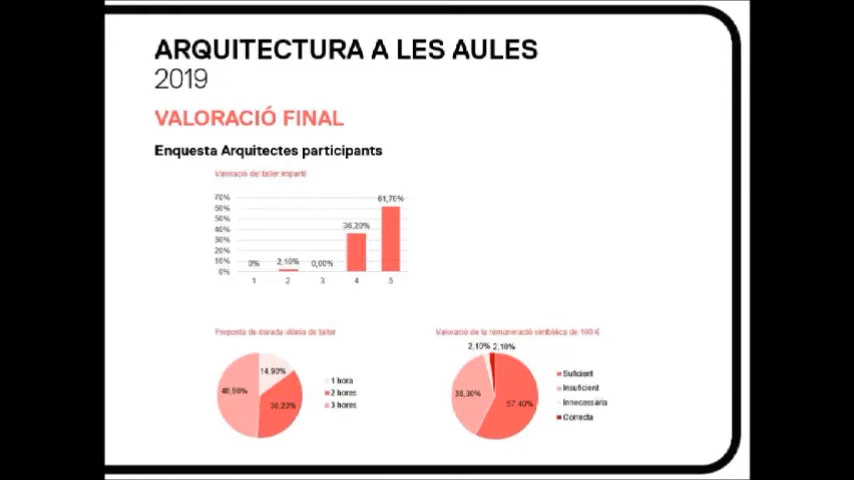 ARQUITECTURA A LES AULES
2019
VALORACIÓ FINAL
Enquesta Arquitectes participants
Valoració del taller impartit
70%
60%
50%
40%
30%
20%
10%
0%
0%
2,10%
0,00%
36,20%
61,70%
1
2
3
4
5
Proposta de durada idònia de taller
14,90%
36,20%
48,90%
1 hora
2 hores
3 hores
Valoració de la remuneració simbòlica de 100 €
2,10%
2,10%
38,30%
57,40%
Suficient
Insuficient
Innecessària
Correcta